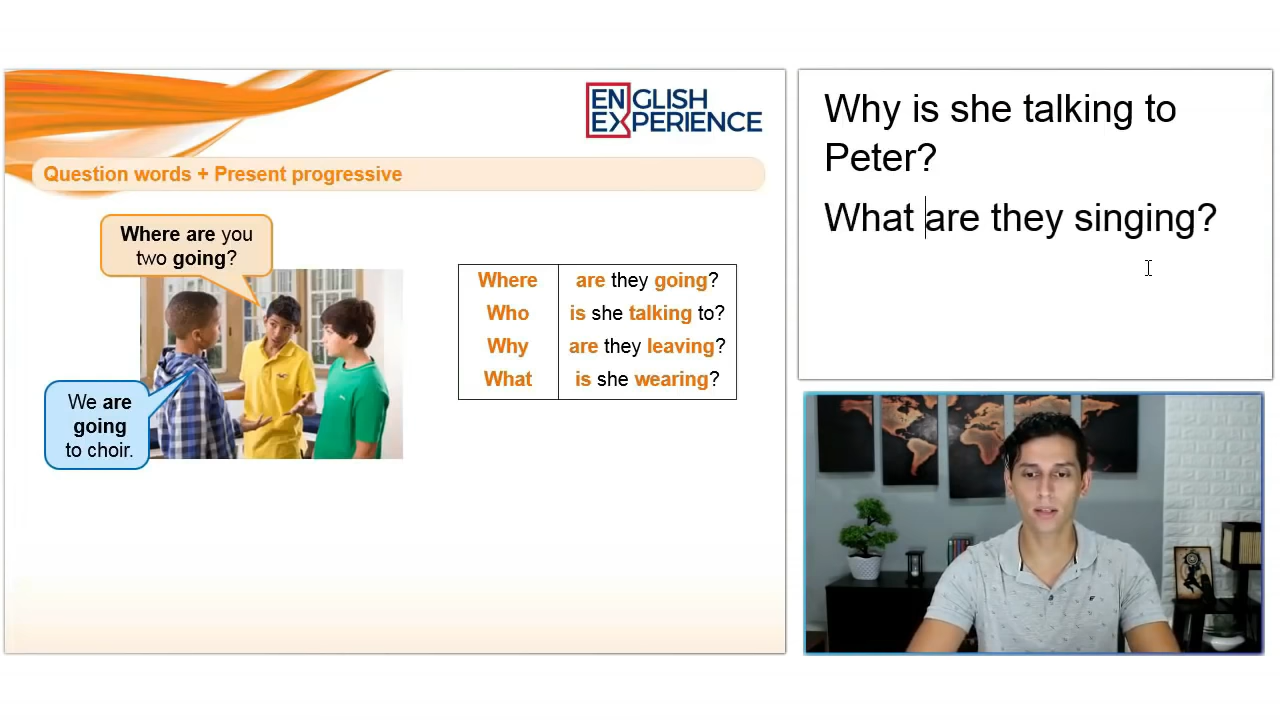 ENGLISH
EXPERIENCE
Question words + Present progressive
Where are you
two going?
We are
going
to choir.
Where are they going?
Who is she talking to?
Why are they leaving?
What is she wearing?
Why is she talking to
Peter?
What are they singing?